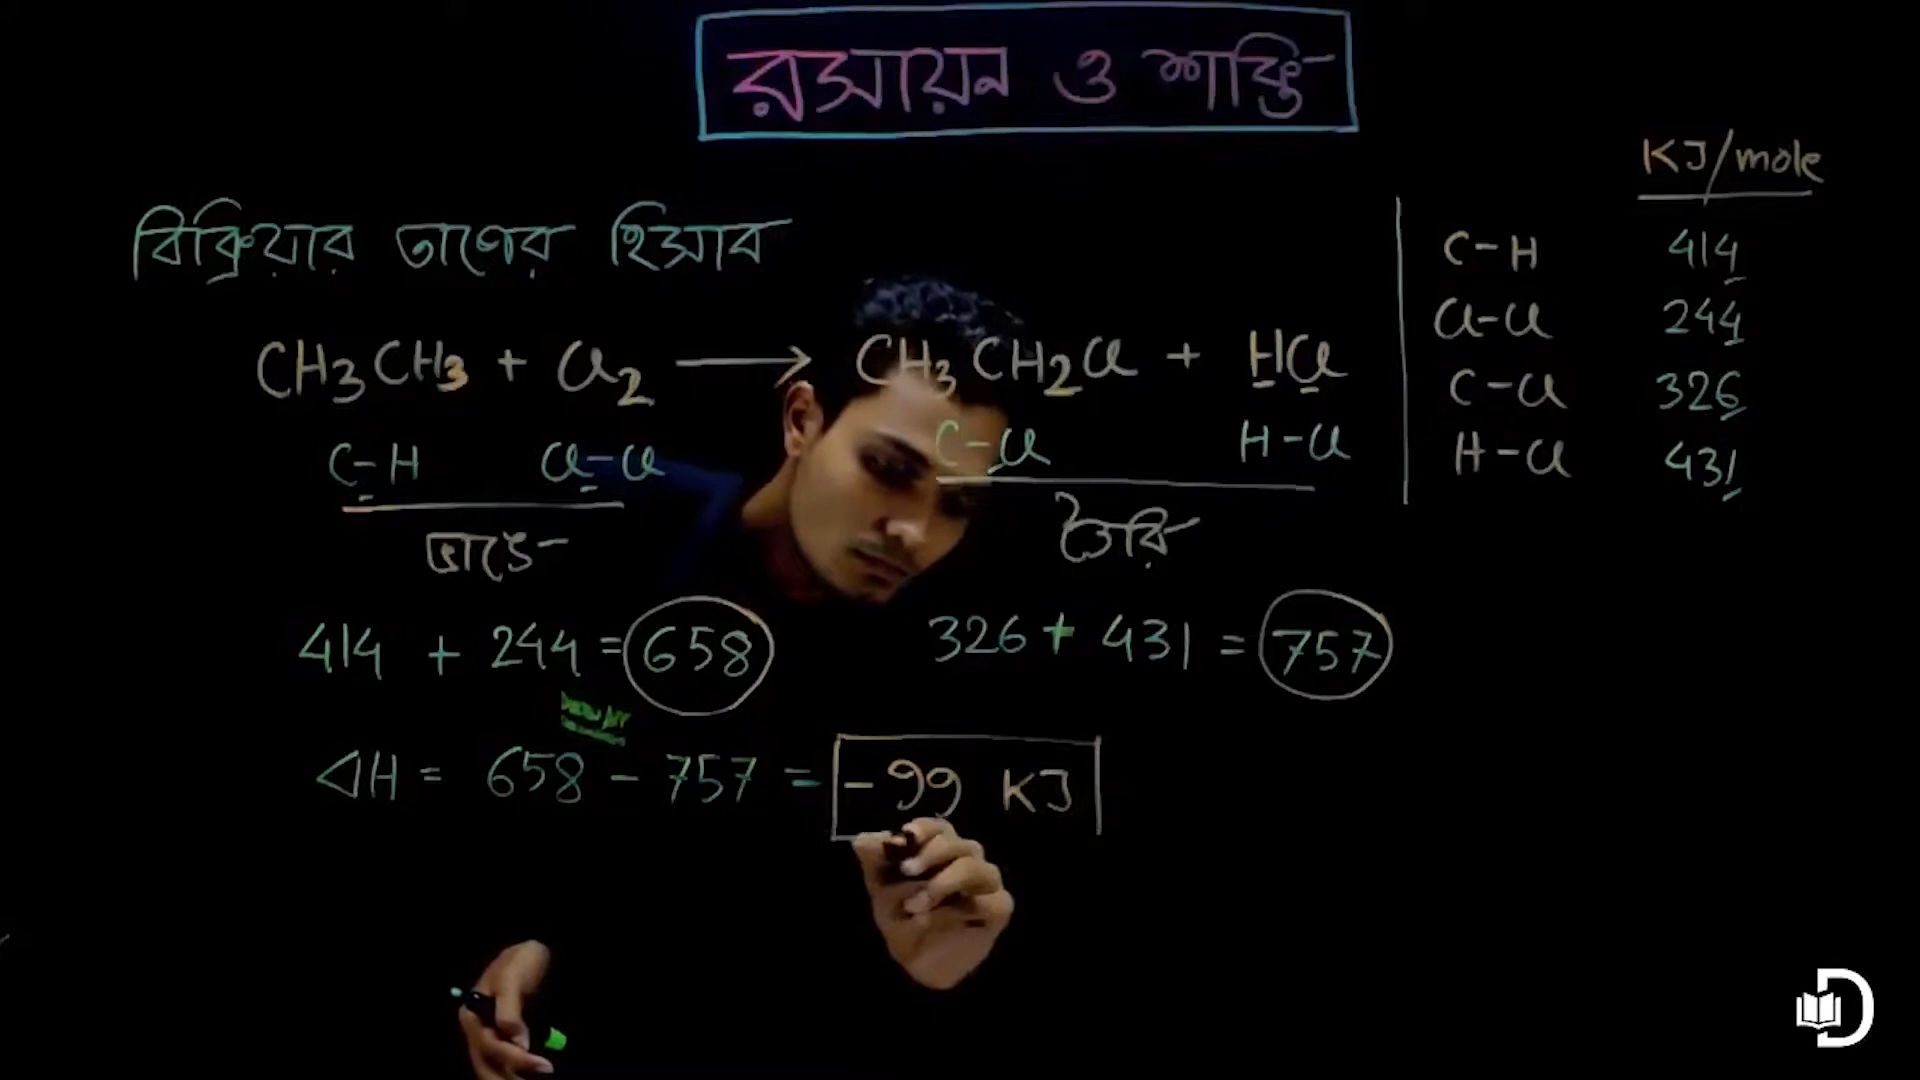 রসায়ন ও শক্তি
KJ/mole
বিক্রিয়ার তাপের হিসাব
C-H 414
Cl-Cl 244
C-Cl 326
H-Cl 431
CH3CH3 + Cl2 → CH3CH2Cl + HCl
C-H Cl-Cl C-Cl H-Cl
ভাঙে তৈরি
414 + 244 = 658 326 + 431 = 757
ΔH = 658 - 757 = -99 KJ
D